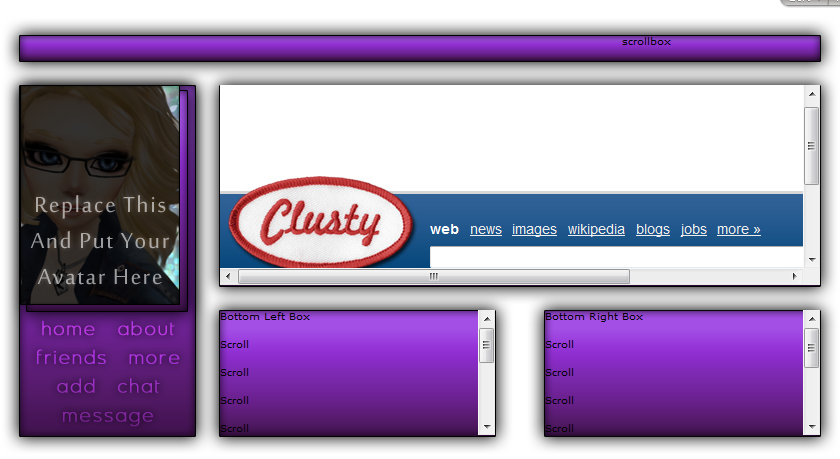 scrollbox
Replace This
And Put Your
Avatar Here
home about
friends more
add chat
message
Clusty
web news images wikipedia blogs jobs more »
Bottom Left Box
Scroll
Scroll
Scroll
Scroll
Bottom Right Box
Scroll
Scroll
Scroll
Scroll